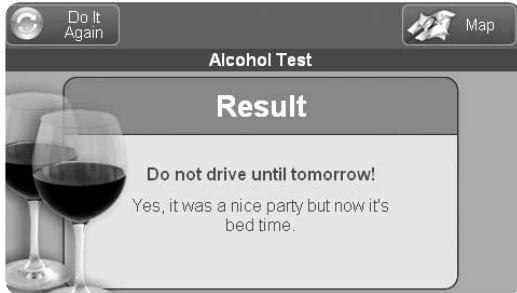 Do It
Again
Map
Alcohol Test
Result
Do not drive until tomorrow!
Yes, it was a nice party but now it's
bed time.